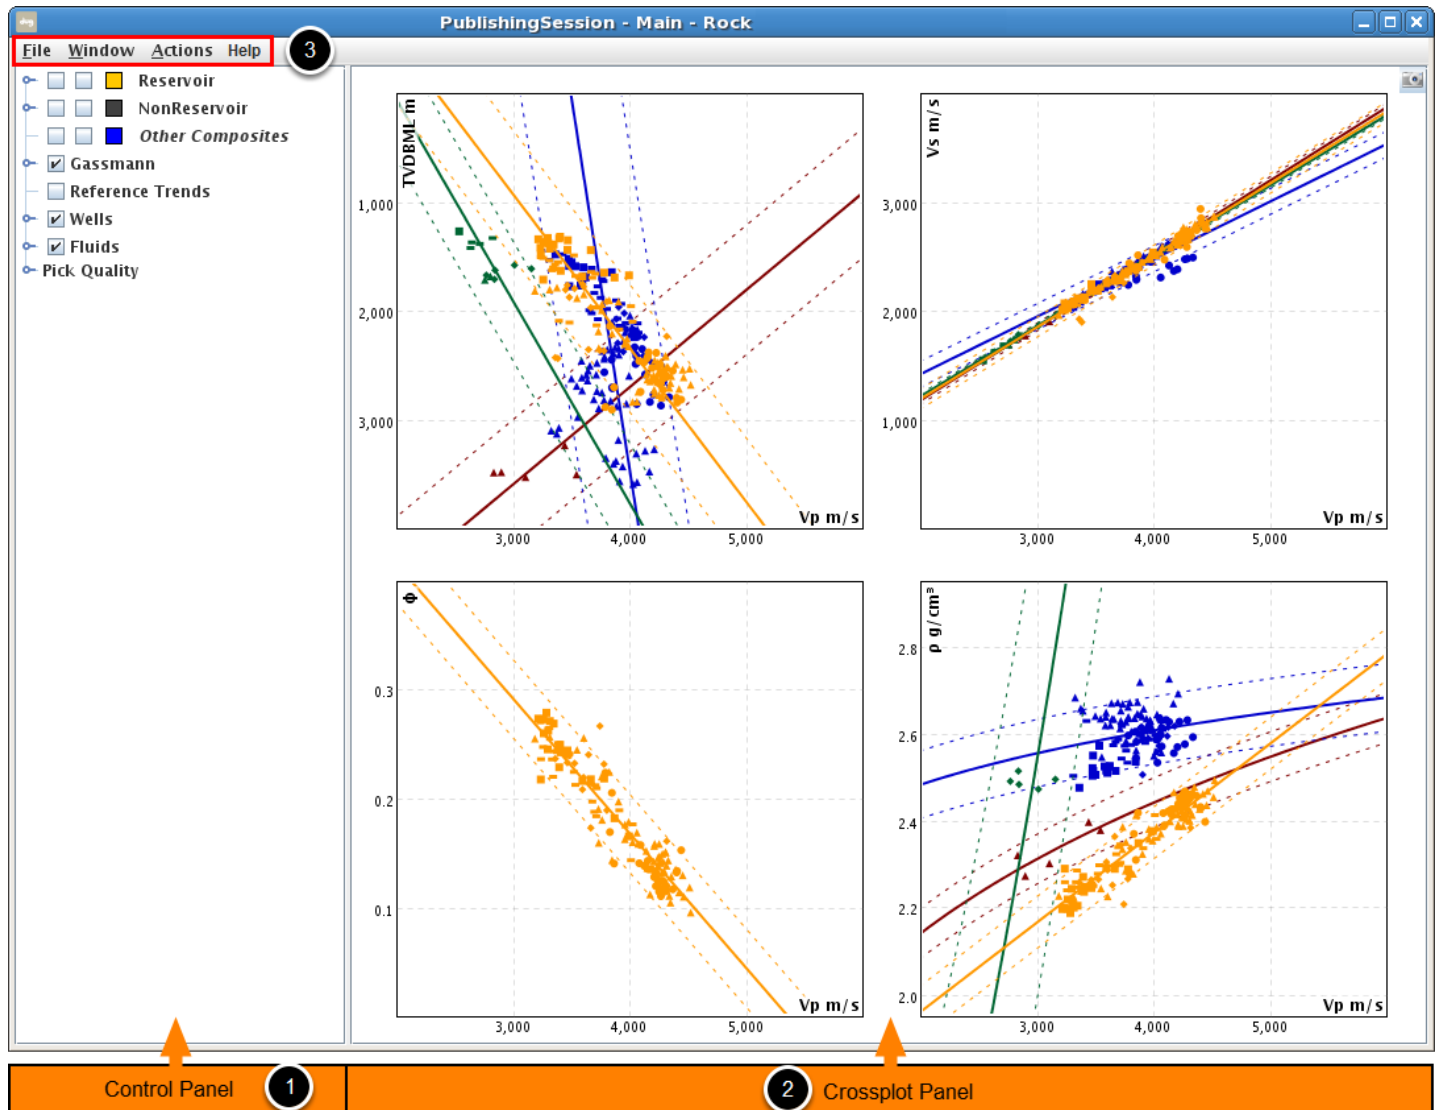 PublishingSession - Main - Rock
File Window Actions Help
3
Reservoir
NonReservoir
Other Composites
Gassmann
Reference Trends
Wells
Fluids
Pick Quality
TVDBML m
1,000
2,000
3,000
Vp m/s
3,000 4,000 5,000
Vs m/s
3,000
2,000
1,000
Vp m/s
3,000 4,000 5,000
Φ
0.3
0.2
0.1
Vp m/s
3,000 4,000 5,000
ρ g/cm³
2.8
2.6
2.4
2.2
2.0
Vp m/s
3,000 4,000 5,000
Control Panel 1
2 Crossplot Panel